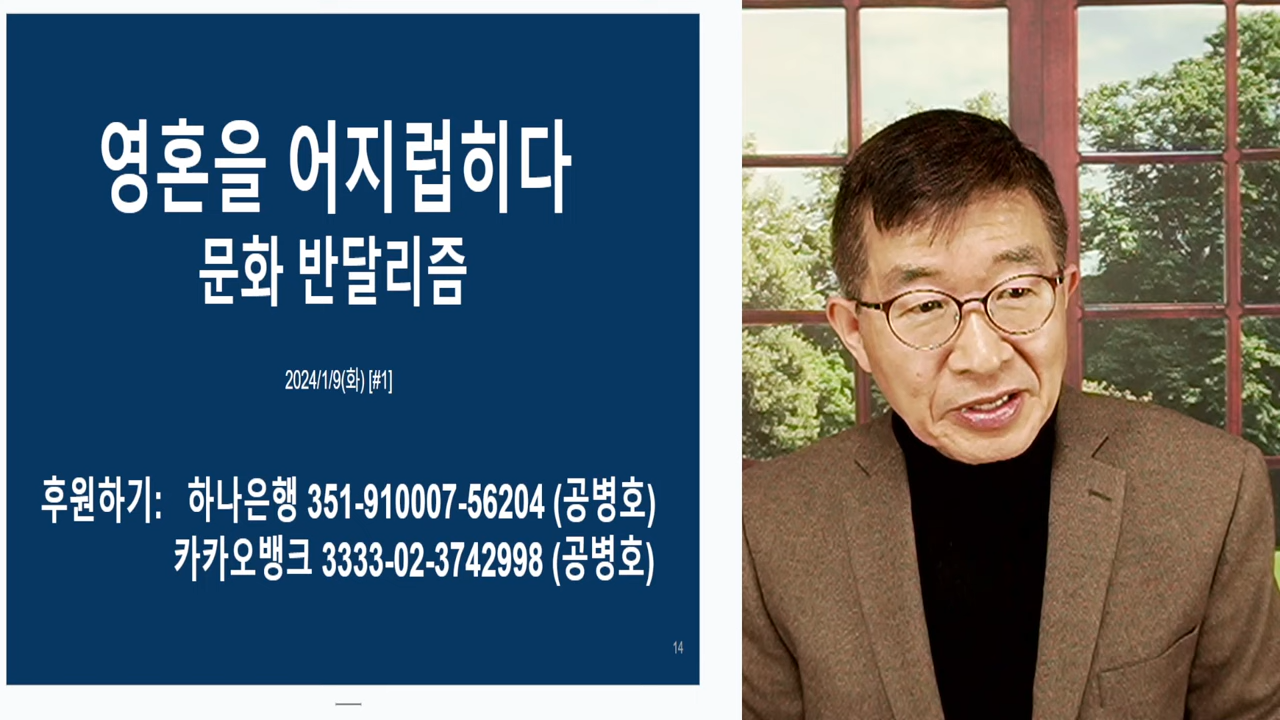 영혼을 어지럽히다
문화 반달리즘
2024/1/9(화) [#1]
후원하기: 하나은행 351-910007-56204 (공병호)
카카오뱅크 3333-02-3742998 (공병호)
14